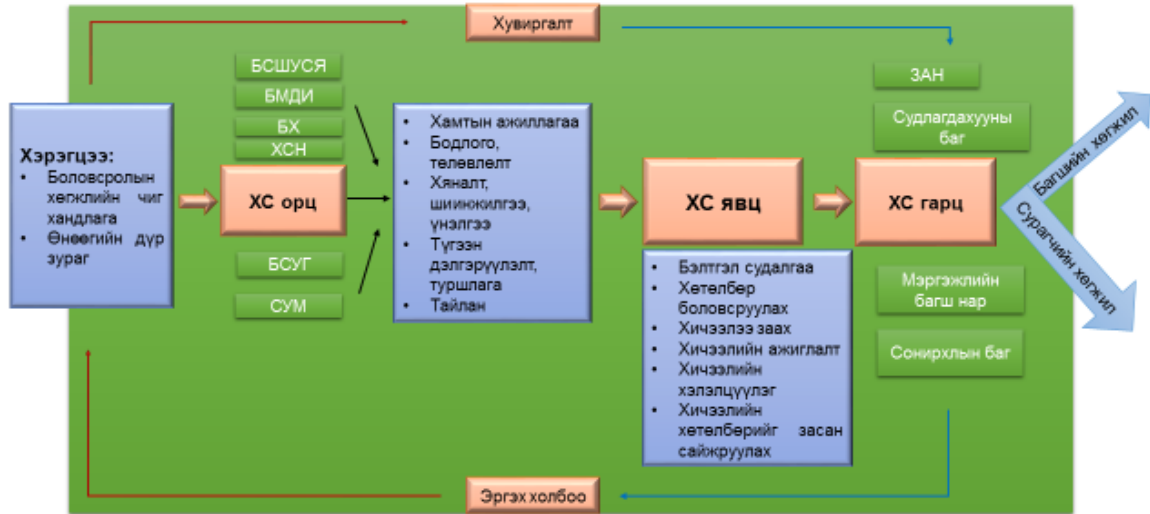 Хувиргалт
БСШУСЯ
БМДИ
БХ
ХСН
Хэрэгцээ:
• Боловсролын
хөгжлийн чиг
хандлага
• Өнөөгийн дүр
зураг
ХС орц
БСУГ
СУМ
• Хамтын ажиллагаа
• Бодлого,
төлөвлөлт
• Хяналт,
шиинжилгээ,
үнэлгээ
• Түгээн
дэлгэрүүлэлт,
туршлага
• Тайлан
ХС явц
• Бэлтгэл судалгаа
• Хөтөлбөр
боловсруулах
• Хичээлээ заах
• Хичээлийн ажиглалт
• Хичээлийн
хэлэлцүүлэг
• Хичээлийн
хөтөлбөрийг засан
сайжруулах
ЗАН
Судлагдахууны
баг
ХС гарц
Мэргэжлийн
багш нар
Сонирхлын баг
Багшийн хөгжил
Сурагчийн хөгжил
Эргэх холбоо